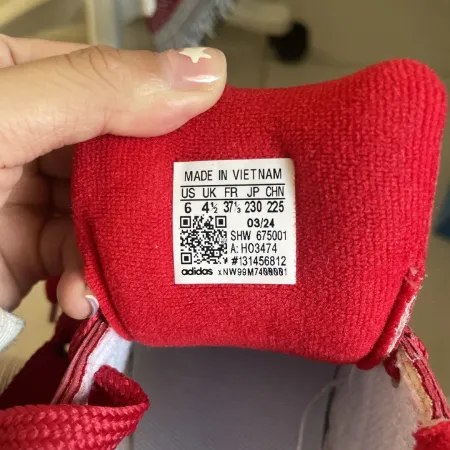 MADE IN VIETNAM
US UK FR JP CHN
6 4½ 37⅓ 230 225
03/24
SHW 675001
A: HO3474
#131456812
adidas